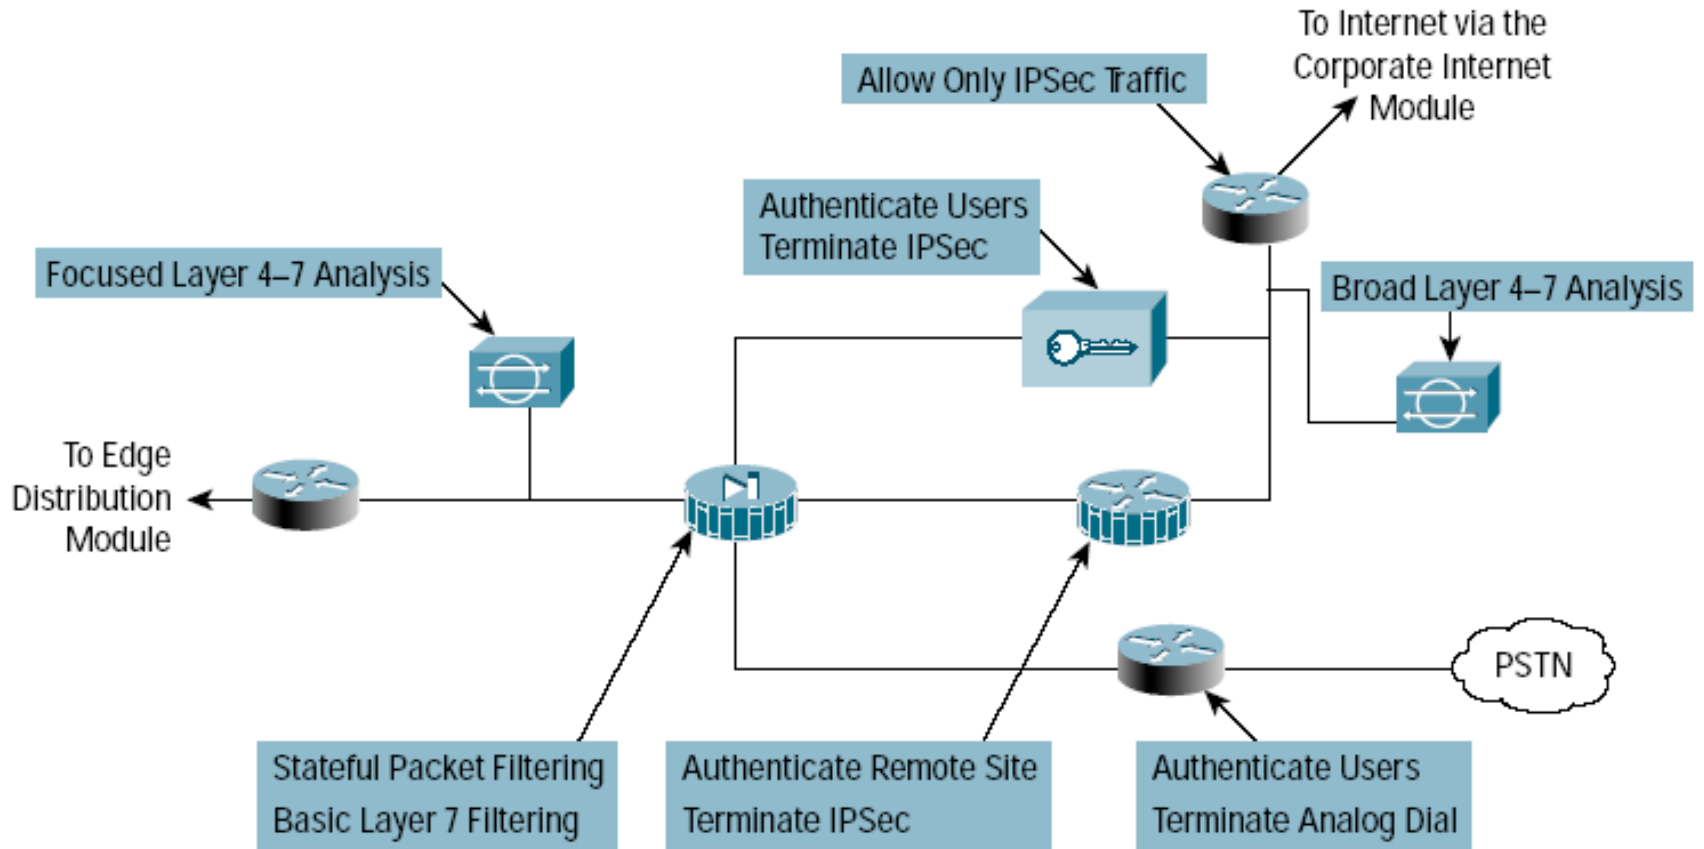 To Internet via the
Corporate Internet
Module
Allow Only IPSec Traffic
Authenticate Users
Terminate IPSec
Focused Layer 4–7 Analysis
Broad Layer 4–7 Analysis
To Edge
Distribution
Module
PSTN
Stateful Packet Filtering
Basic Layer 7 Filtering
Authenticate Remote Site
Terminate IPSec
Authenticate Users
Terminate Analog Dial